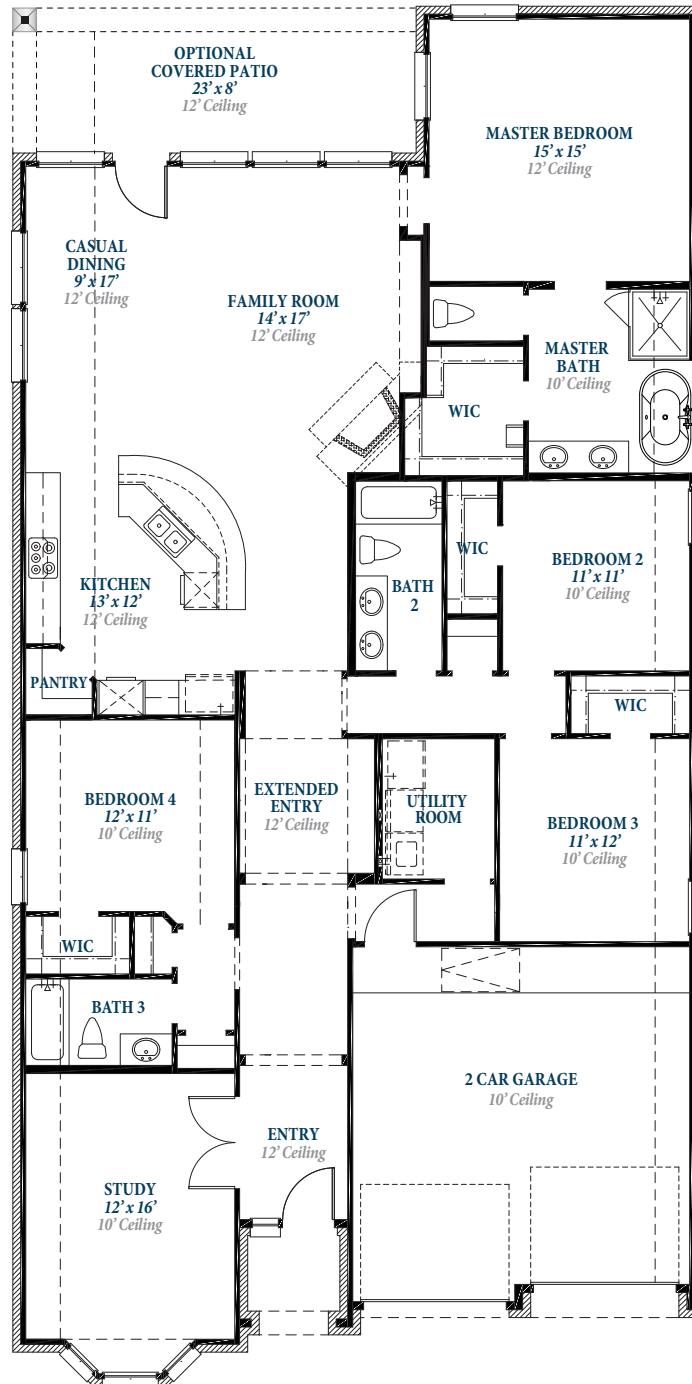 OPTIONAL
COVERED PATIO
23' x 8'
12' Ceiling
MASTER BEDROOM
15' x 15'
12' Ceiling
CASUAL
DINING
9' x 17'
12' Ceiling
FAMILY ROOM
14' x 17'
12' Ceiling
MASTER
BATH
10' Ceiling
WIC
KITCHEN
13' x 12'
12' Ceiling
BATH
2
WIC
BEDROOM 2
11' x 11'
10' Ceiling
PANTRY
WIC
BEDROOM 4
12' x 11'
10' Ceiling
EXTENDED
ENTRY
12' Ceiling
UTILITY
ROOM
BEDROOM 3
11' x 12'
10' Ceiling
WIC
BATH 3
2 CAR GARAGE
10' Ceiling
ENTRY
12' Ceiling
STUDY
12' x 16'
10' Ceiling